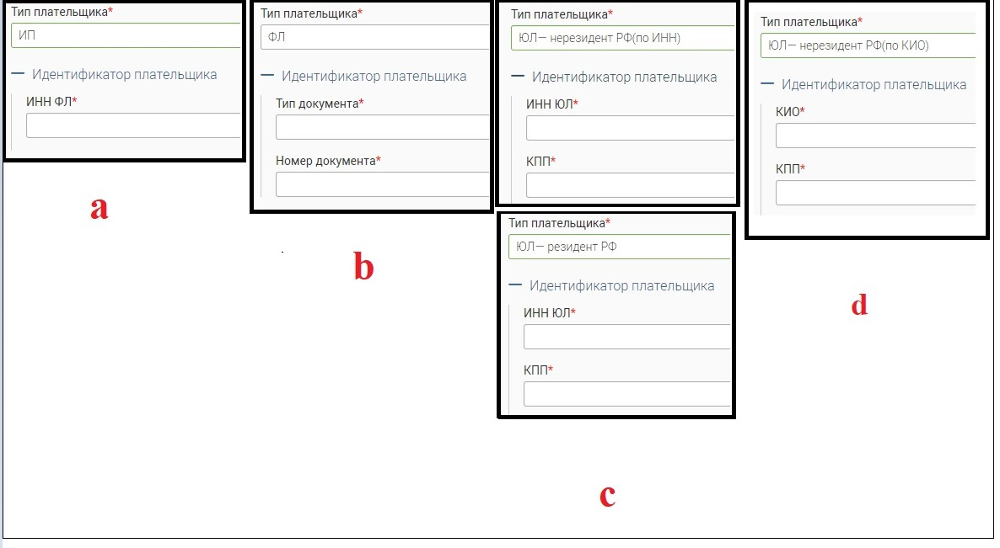 Тип плательщика*
ИП
Идентификатор плательщика
ИНН ФЛ*
a
Тип плательщика*
ФЛ
Идентификатор плательщика
Тип документа*
Номер документа*
b
Тип плательщика*
ЮЛ— нерезидент РФ(по ИНН)
Идентификатор плательщика
ИНН ЮЛ*
КПП*
Тип плательщика*
ЮЛ— резидент РФ
Идентификатор плательщика
ИНН ЮЛ*
КПП*
c
Тип плательщика*
ЮЛ— нерезидент РФ(по КИО)
Идентификатор плательщика
КИО*
КПП*
d